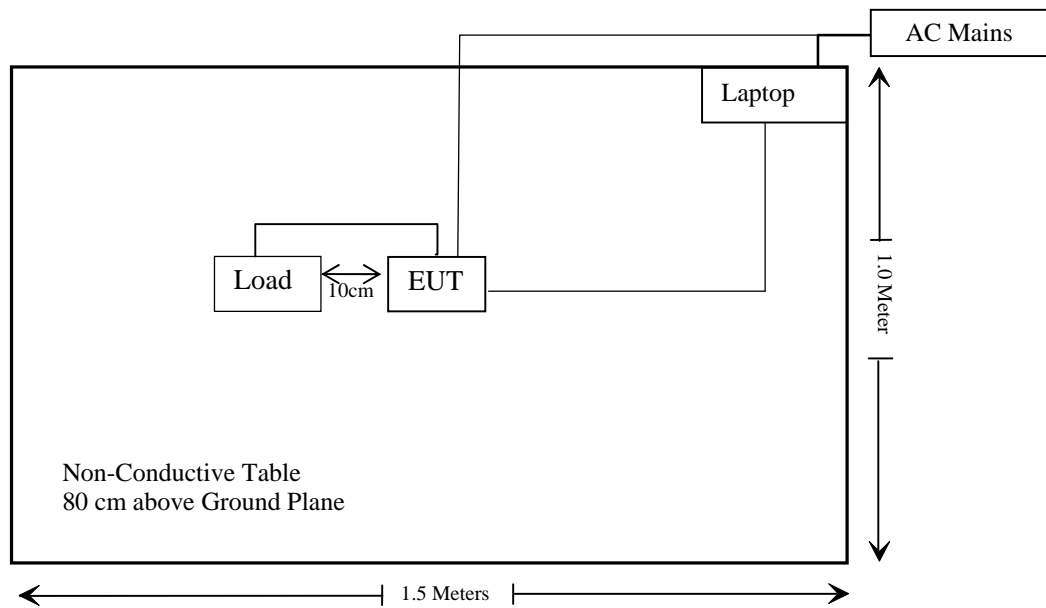 AC Mains
Laptop
Load
10cm
EUT
1.0 Meter
Non-Conductive Table
80 cm above Ground Plane
1.5 Meters